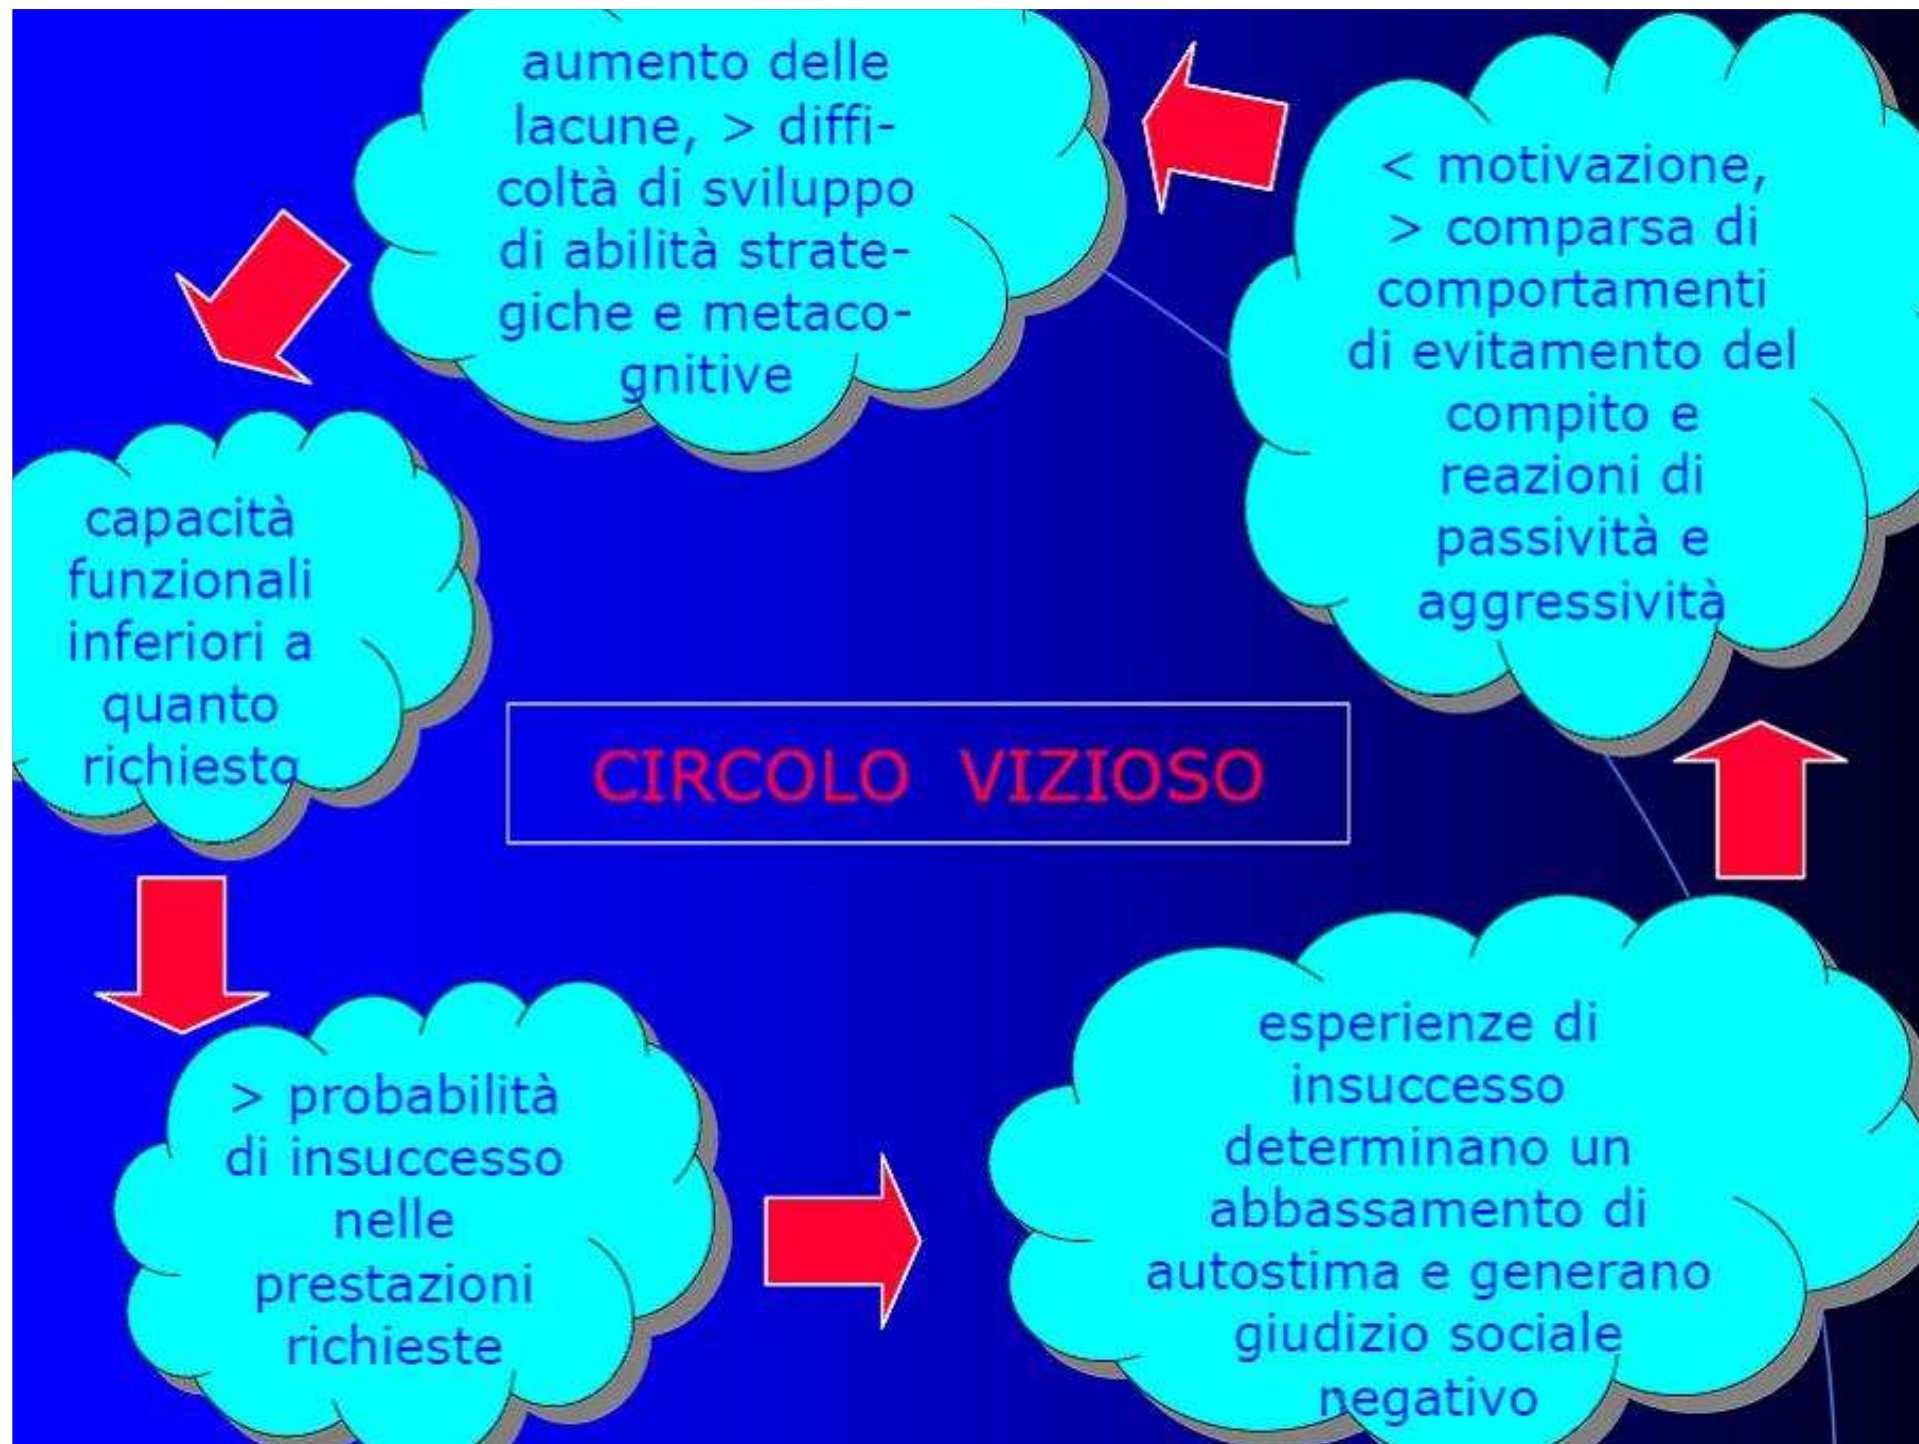 aumento delle
lacune, > diffi-
coltà di sviluppo
di abilità strate-
giche e metaco-
gnitive
< motivazione,
> comparsa di
comportamenti
di evitamento del
compito e
reazioni di
passività e
aggressività
capacità
funzionali
inferiori a
quanto
richiesto
CIRCOLO VIZIOSO
> probabilità
di insuccesso
nelle
prestazioni
richieste
esperienze di
insuccesso
determinano un
abbassamento di
autostima e generano
giudizio sociale
negativo